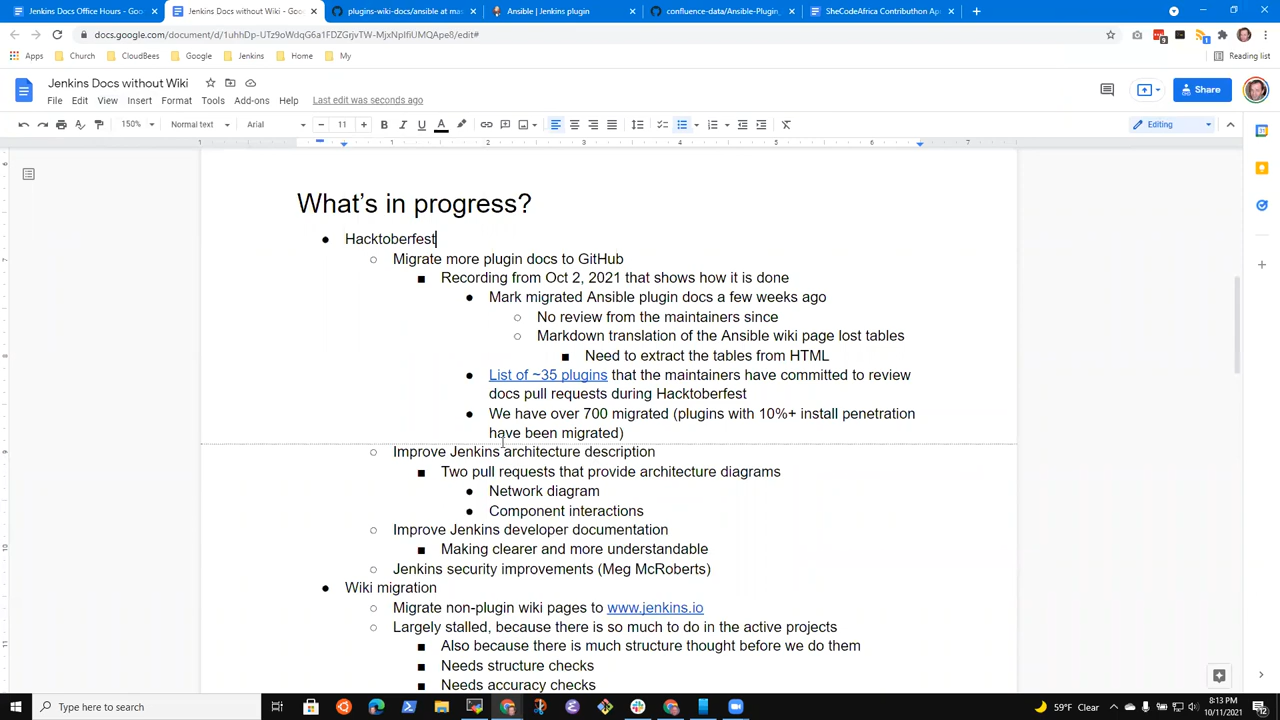 Jenkins Docs Office Hours - Goo
Jenkins Docs without Wiki - Goo
plugins-wiki-docs/ansible at mas
Ansible | Jenkins plugin
confluence-data/Ansible-Plugin_
SheCodeAfrica Contributhon Ap
docs.google.com/document/d/1uhhDp-UTz9oWdqG6a1FDZGrjvTW-MjxNpIfiUMQApe8/edit#
Apps
Church
CloudBees
Google
Jenkins
Home
My
Reading list
Jenkins Docs without Wiki
File Edit View Insert Format Tools Add-ons Help Last edit was seconds ago
Share
150% Normal text Arial 11
Editing
What's in progress?
● Hacktoberfest
○ Migrate more plugin docs to GitHub
■ Recording from Oct 2, 2021 that shows how it is done
● Mark migrated Ansible plugin docs a few weeks ago
○ No review from the maintainers since
○ Markdown translation of the Ansible wiki page lost tables
■ Need to extract the tables from HTML
● List of ~35 plugins that the maintainers have committed to review
docs pull requests during Hacktoberfest
● We have over 700 migrated (plugins with 10%+ install penetration
have been migrated)
○ Improve Jenkins architecture description
■ Two pull requests that provide architecture diagrams
● Network diagram
● Component interactions
○ Improve Jenkins developer documentation
■ Making clearer and more understandable
○ Jenkins security improvements (Meg McRoberts)
● Wiki migration
○ Migrate non-plugin wiki pages to www.jenkins.io
○ Largely stalled, because there is so much to do in the active projects
■ Also because there is much structure thought before we do them
■ Needs structure checks
■ Needs accuracy checks
Type here to search
59°F Clear
8:13 PM
10/11/2021